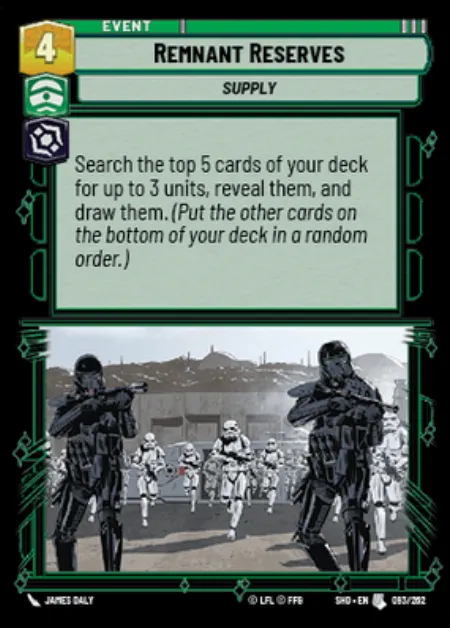 EVENT
4
REMNANT RESERVES
SUPPLY
Search the top 5 cards of your deck
for up to 3 units, reveal them, and
draw them. (Put the other cards on
the bottom of your deck in a random
order.)
JAMES DALY
© LFL © FFG
SHD • EN
093/262